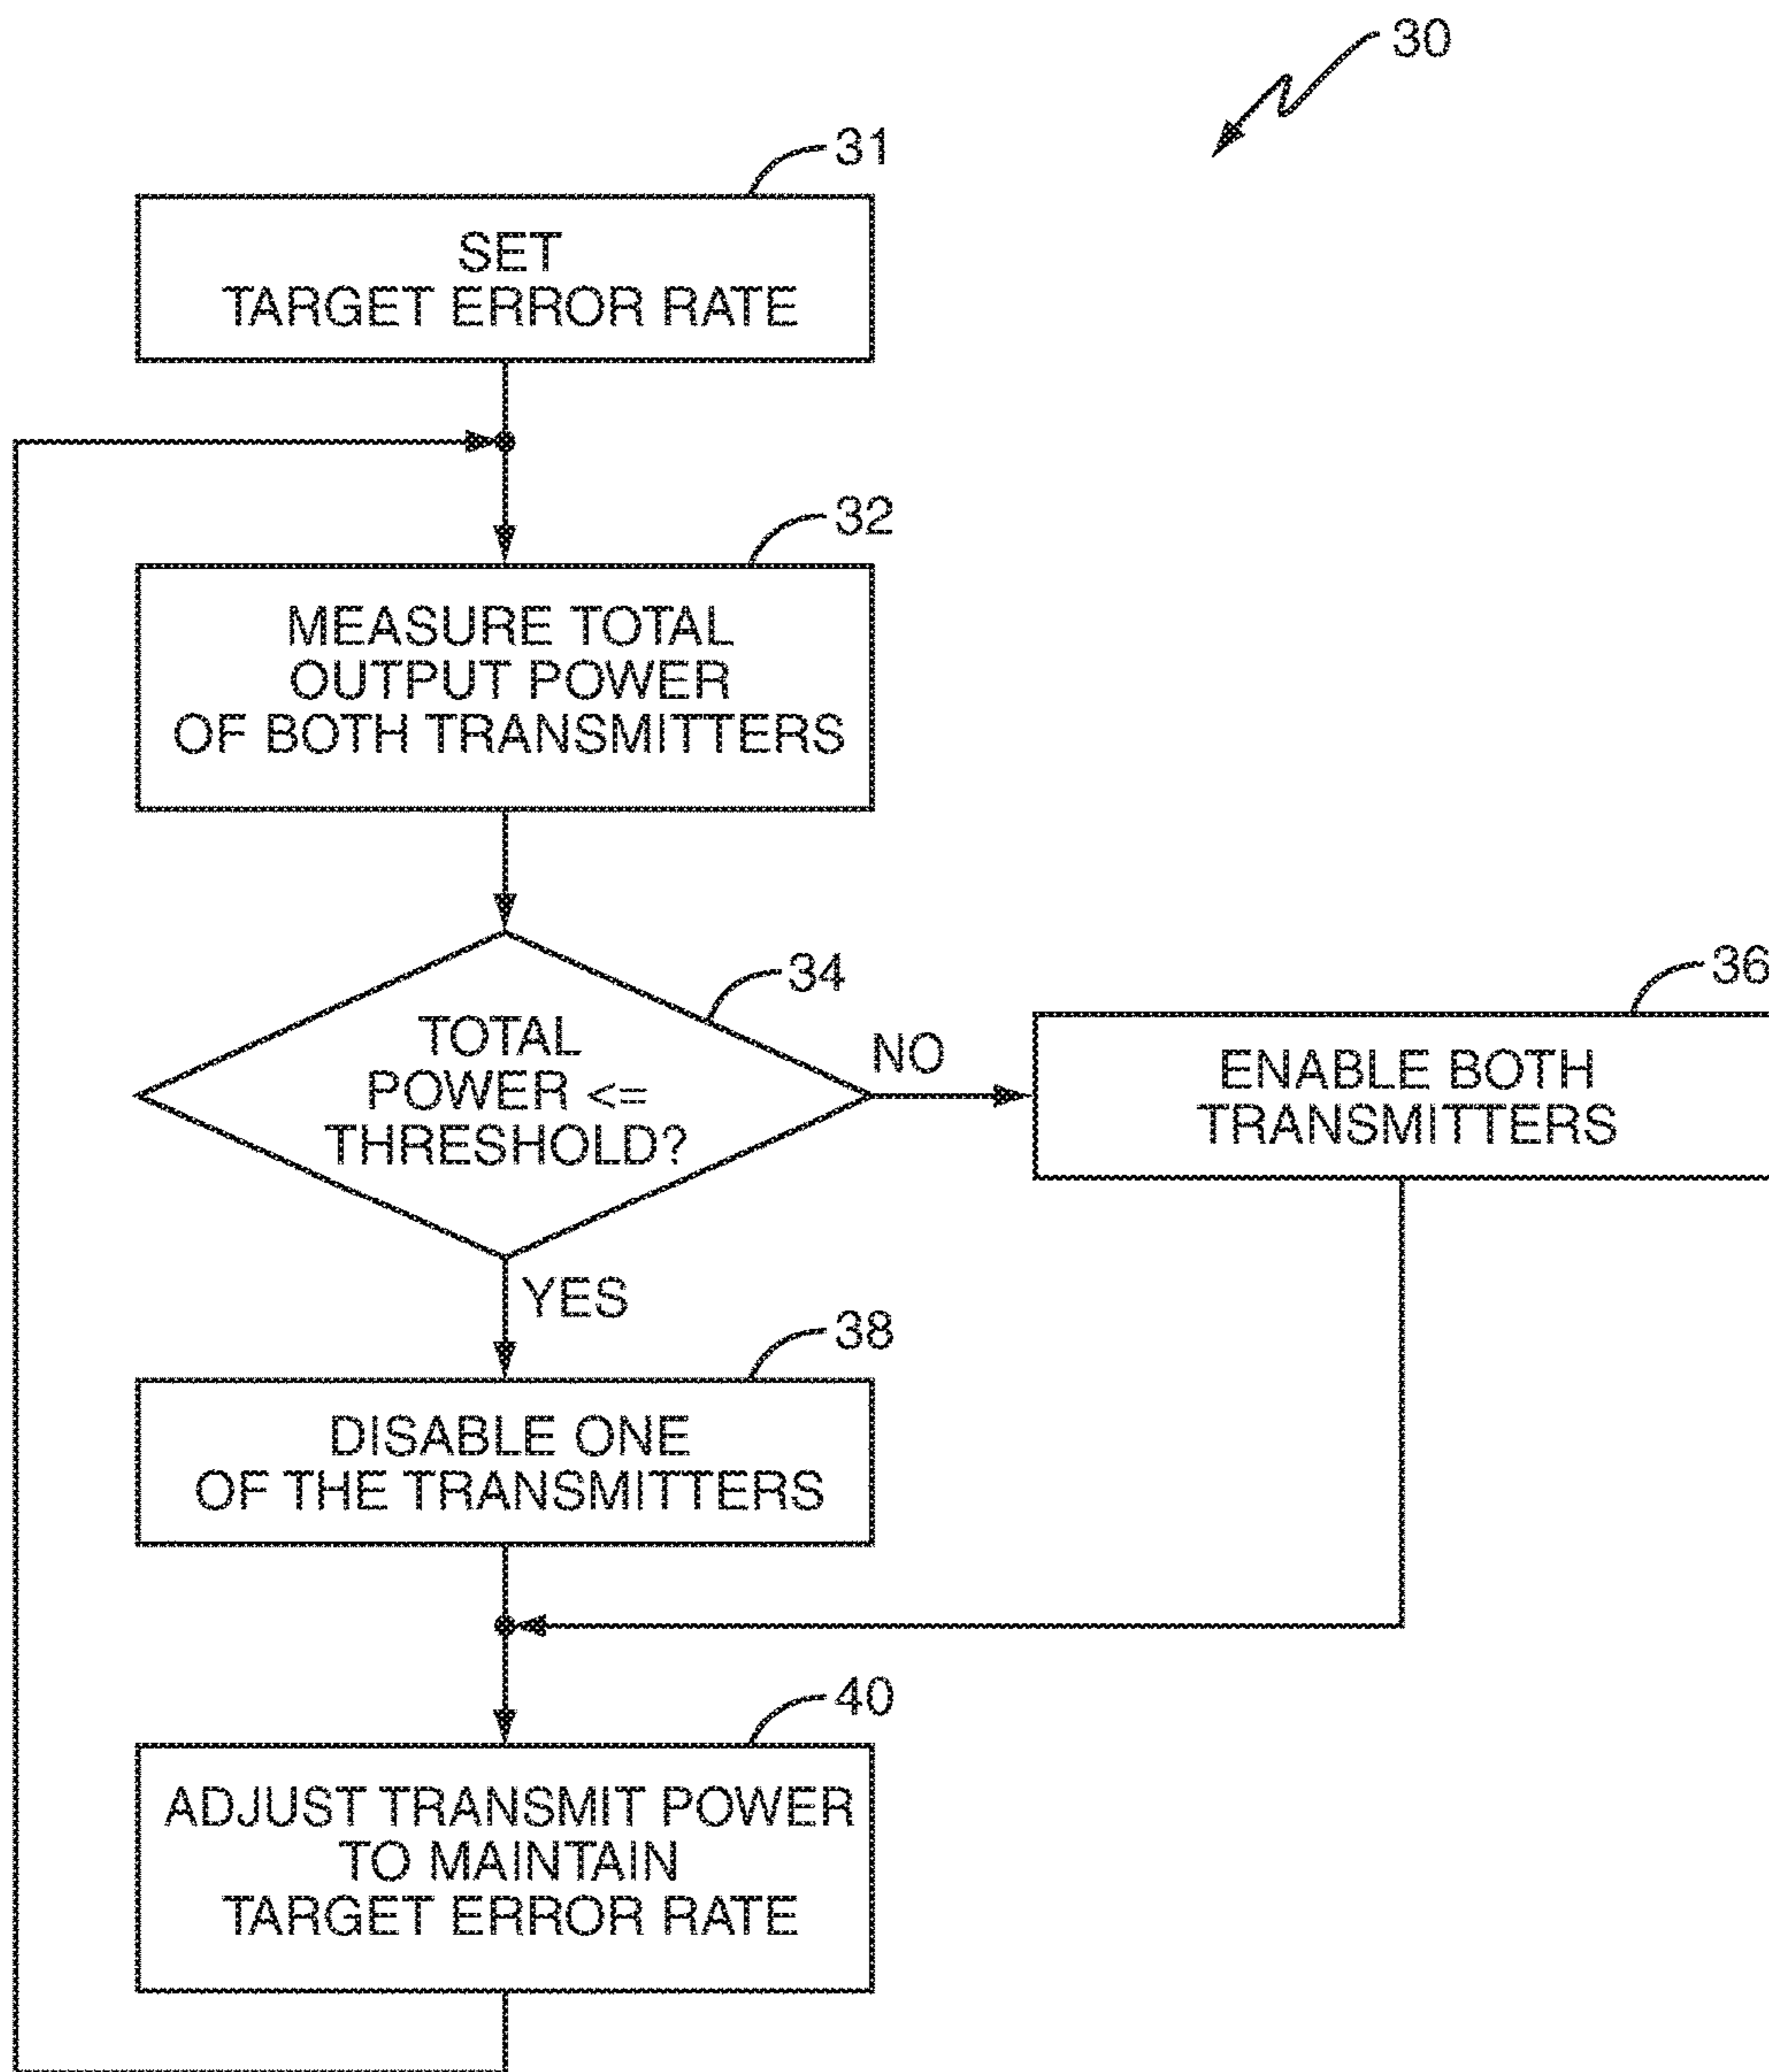 30
31
SET
TARGET ERROR RATE
32
MEASURE TOTAL
OUTPUT POWER
OF BOTH TRANSMITTERS
34
TOTAL
POWER <=
THRESHOLD?
NO
36
ENABLE BOTH
TRANSMITTERS
YES
38
DISABLE ONE
OF THE TRANSMITTERS
40
ADJUST TRANSMIT POWER
TO MAINTAIN
TARGET ERROR RATE